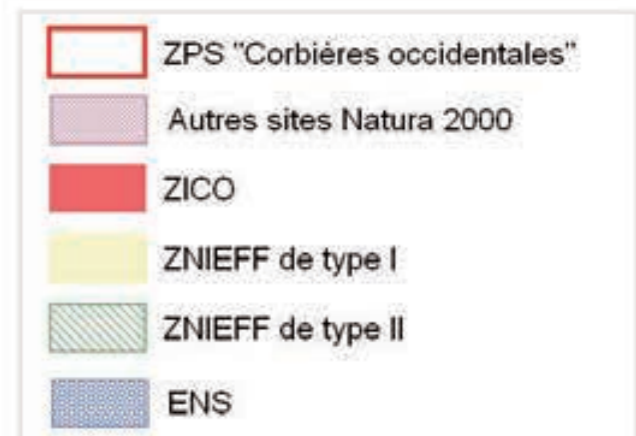 ZPS "Corbières occidentales"
Autres sites Natura 2000
ZICO
ZNIEFF de type I
ZNIEFF de type II
ENS